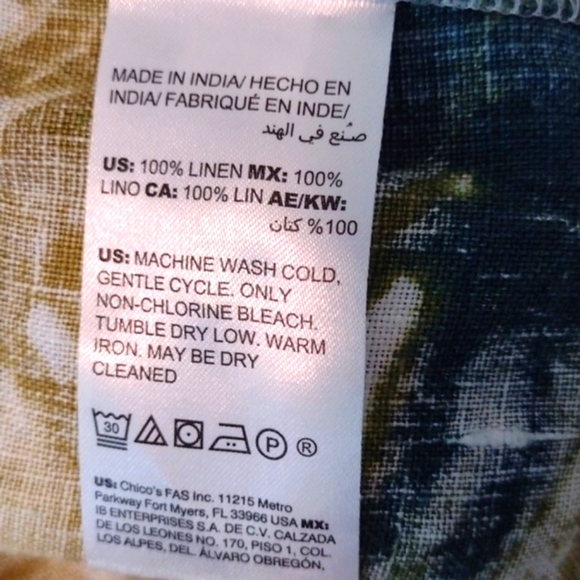 MADE IN INDIA/ HECHO EN
INDIA/ FABRIQUÉ EN INDE/
صُنع في الهند
US: 100% LINEN MX: 100%
LINO CA: 100% LIN AE/KW:
100% كتان
US: MACHINE WASH COLD,
GENTLE CYCLE. ONLY
NON-CHLORINE BLEACH.
TUMBLE DRY LOW. WARM
IRON. MAY BE DRY
CLEANED
30 P ®
US: Chico's FAS Inc. 11215 Metro
Parkway Fort Myers, FL 33966 USA MX:
IB ENTERPRISES S.A. DE C.V. CALZADA
DE LOS LEONES NO. 170, PISO 1, COL.
LOS ALPES, DEL. ÁLVARO OBREGÓN,